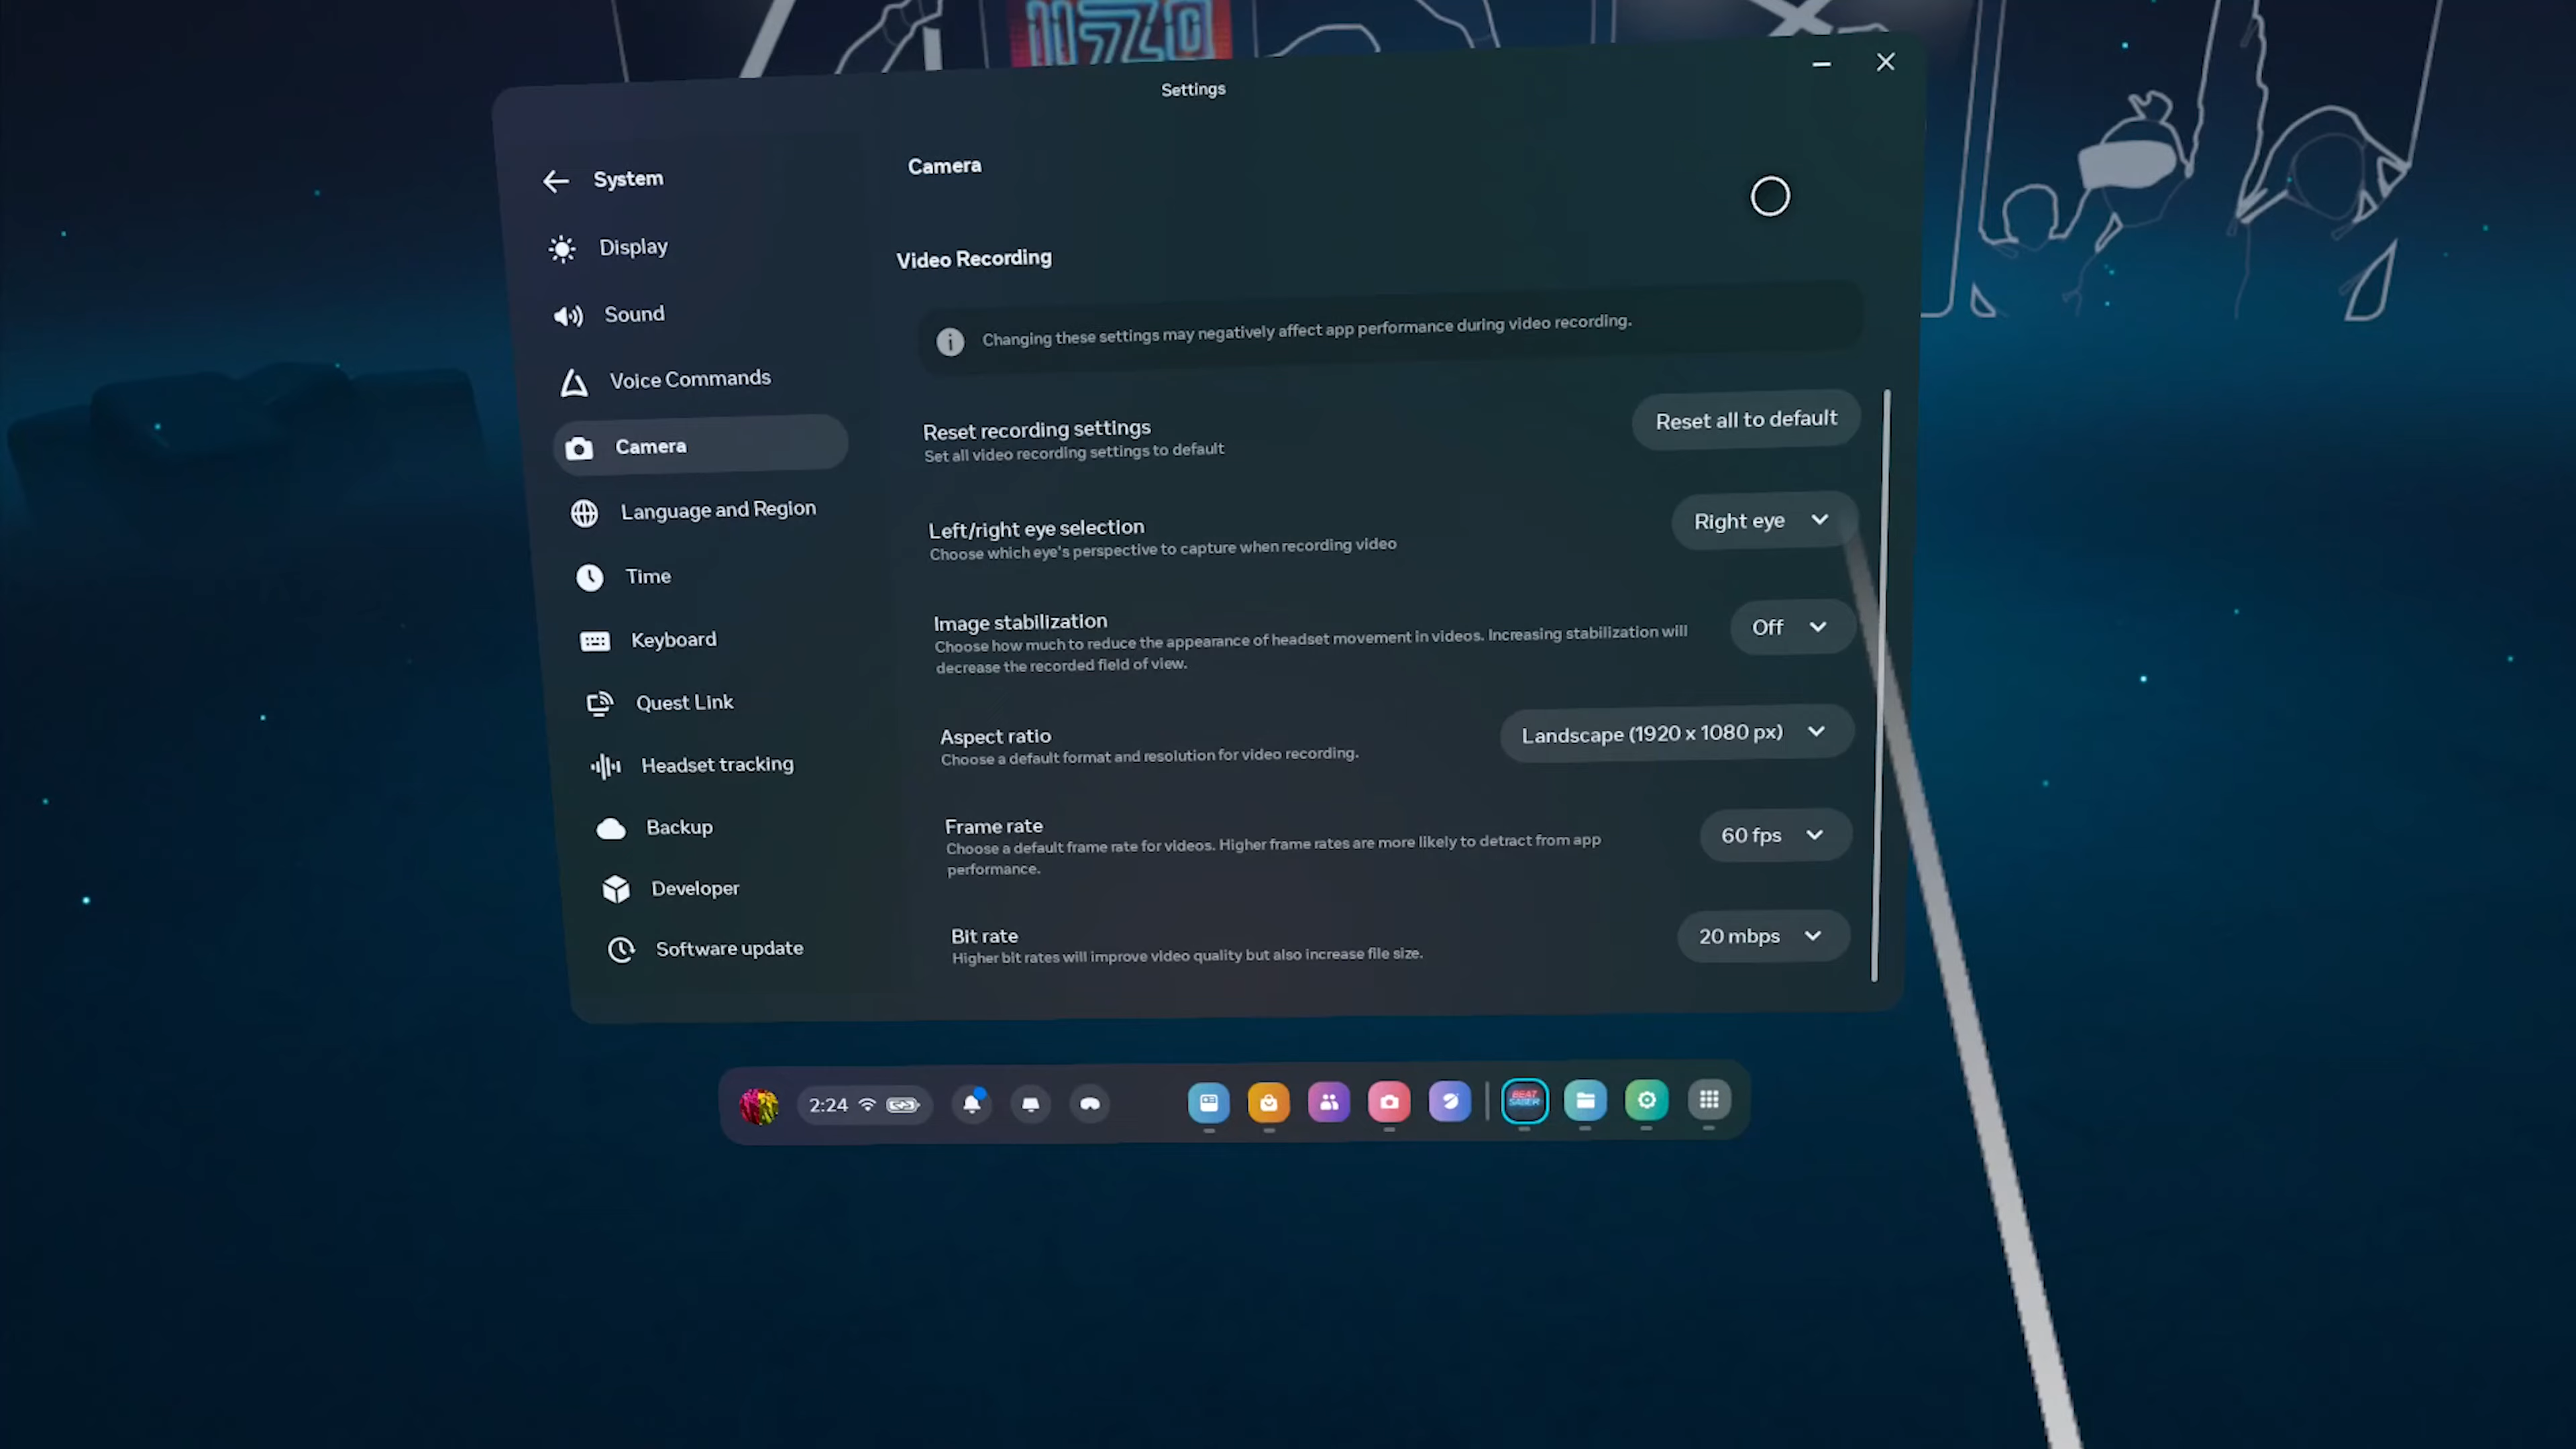 Settings
System
Display
Sound
Voice Commands
Camera
Language and Region
Time
Keyboard
Quest Link
Headset tracking
Backup
Developer
Software update
Camera
Video Recording
Changing these settings may negatively affect app performance during video recording.
Reset recording settings
Set all video recording settings to default
Reset all to default
Left/right eye selection
Choose which eye's perspective to capture when recording video
Right eye
Image stabilization
Choose how much to reduce the appearance of headset movement in videos. Increasing stabilization will
decrease the recorded field of view.
Off
Aspect ratio
Choose a default format and resolution for video recording.
Landscape (1920 x 1080 px)
Frame rate
Choose a default frame rate for videos. Higher frame rates are more likely to detract from app
performance.
60 fps
Bit rate
Higher bit rates will improve video quality but also increase file size.
20 mbps
2:24
BEAT
SABER